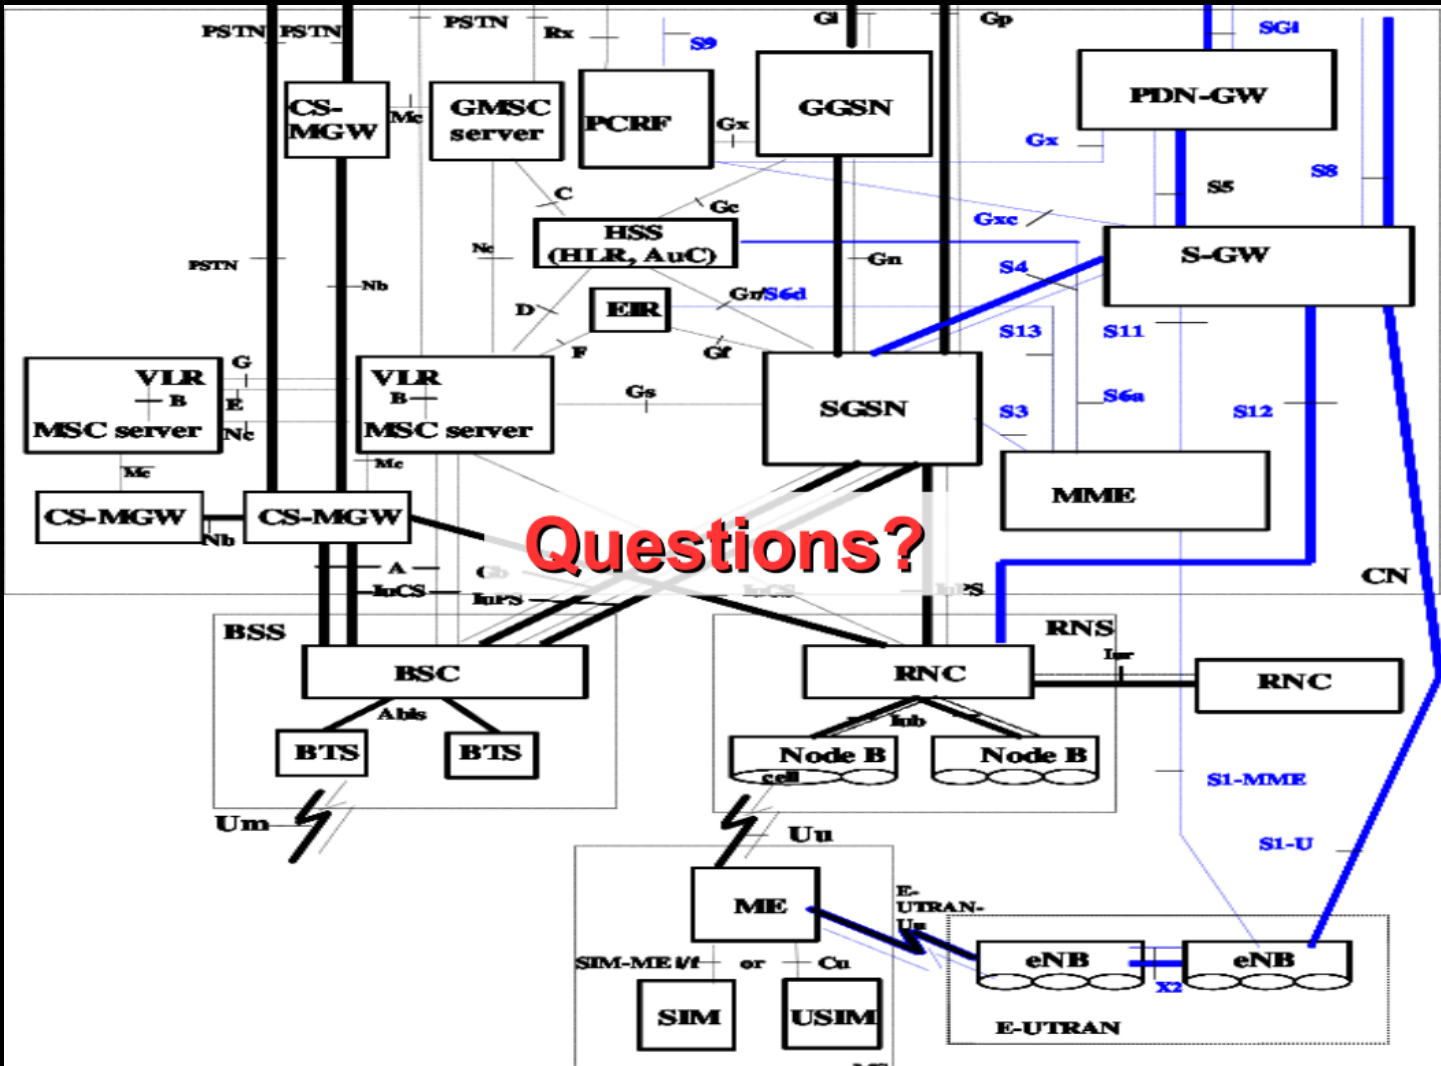 PSTN PSTN PSTN Gi Gp
Rx S9 SGi
CS-
MGW
Mc
GMSC
server
PCRF
Gx
GGSN
PDN-GW
Gx
S5
S8
C
Gc
Gxc
HSS
(HLR, AuC)
Nc
PSTN
Nb
Gn
S4
S-GW
D
EIR
Gr/S6d
F
Gf
S13
S11
G
VLR
B
E
MSC server
Nc
VLR
B
MSC server
Gs
SGSN
S3
S6a
S12
Mc
Mc
MME
CS-MGW
Nb
CS-MGW
Questions?
A
Gb
IuCS
IuPS
IuCS
IuPS
CN
BSS
RNS
BSC
RNC
Iur
RNC
Abis
Iub
BTS
BTS
Node B
cell
Node B
S1-MME
Um
Uu
S1-U
ME
E-
UTRAN-
Uu
SIM-ME i/f or Cu
eNB
X2
eNB
SIM
USIM
E-UTRAN